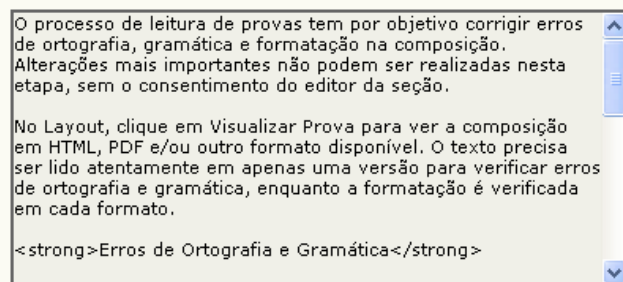 O processo de leitura de provas tem por objetivo corrigir erros
de ortografia, gramática e formatação na composição.
Alterações mais importantes não podem ser realizadas nesta
etapa, sem o consentimento do editor da seção.
No Layout, clique em Visualizar Prova para ver a composição
em HTML, PDF e/ou outro formato disponível. O texto precisa
ser lido atentamente em apenas uma versão para verificar erros
de ortografia e gramática, enquanto a formatação é verificada
em cada formato.
<strong>Erros de Ortografia e Gramática</strong>